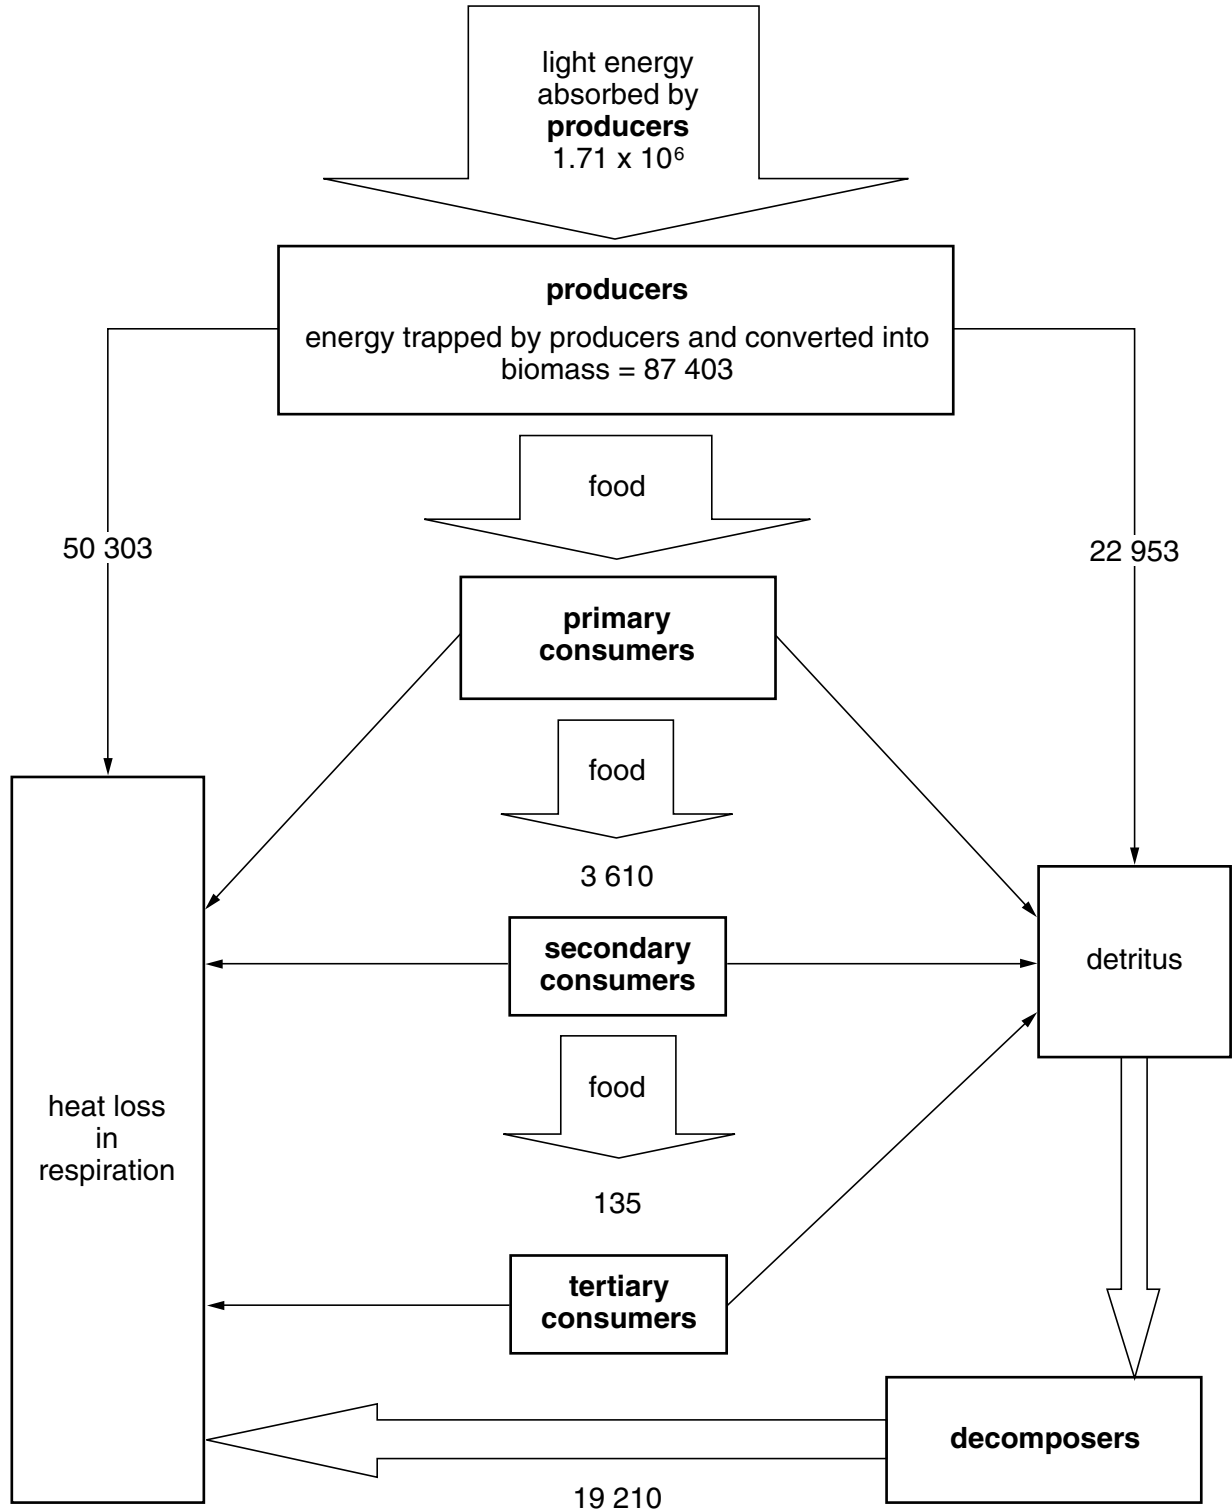 light energy
absorbed by
producers
1.71 x 10⁶
producers
energy trapped by producers and converted into
biomass = 87 403
food
50 303
22 953
primary
consumers
food
3 610
secondary
consumers
detritus
food
heat loss
in
respiration
135
tertiary
consumers
decomposers
19 210